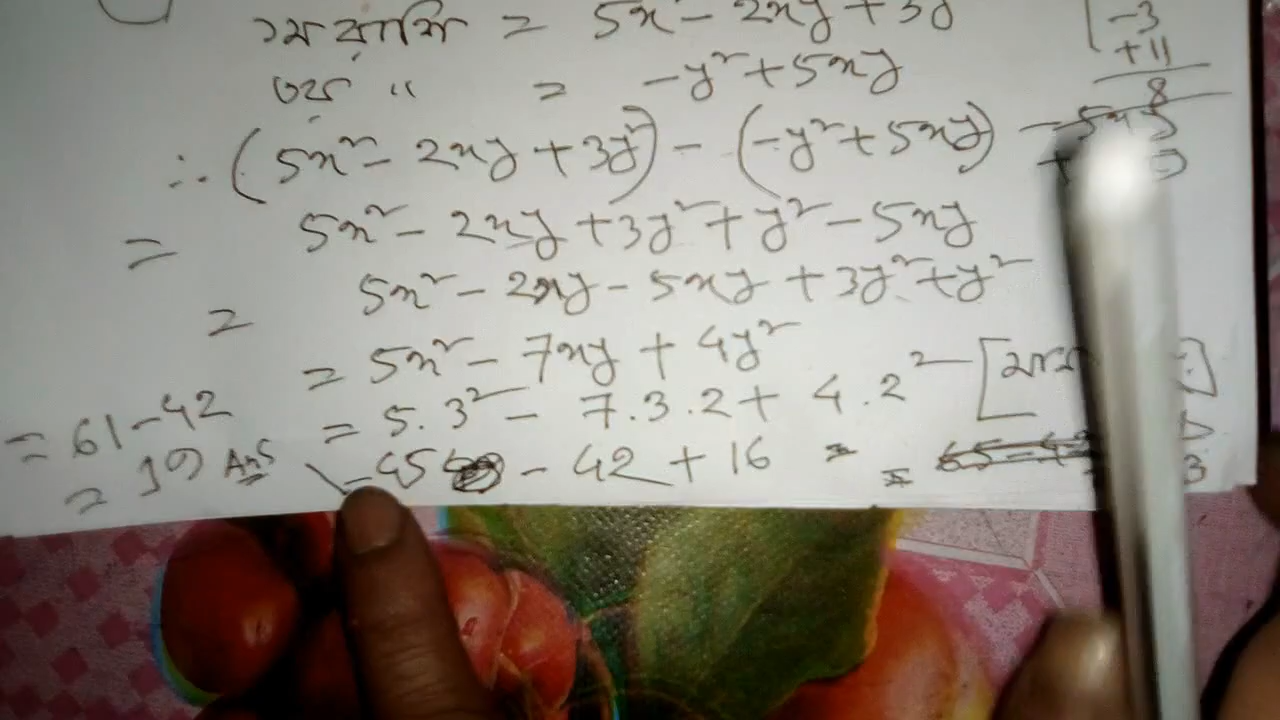 ১ম রাশি = 5x² - 2xy + 3y
২য় " = -y² + 5xy
-3
+11
8
∴ (5x² - 2xy + 3y²) - (-y² + 5xy)
= 5x² - 2xy + 3y² + y² - 5xy
= 5x² - 2xy - 5xy + 3y² + y²
= 5x² - 7xy + 4y²
= 5.3² - 7.3.2 + 4.2²
= 45 - 42 + 16
= 61 - 42
= 19 Ans